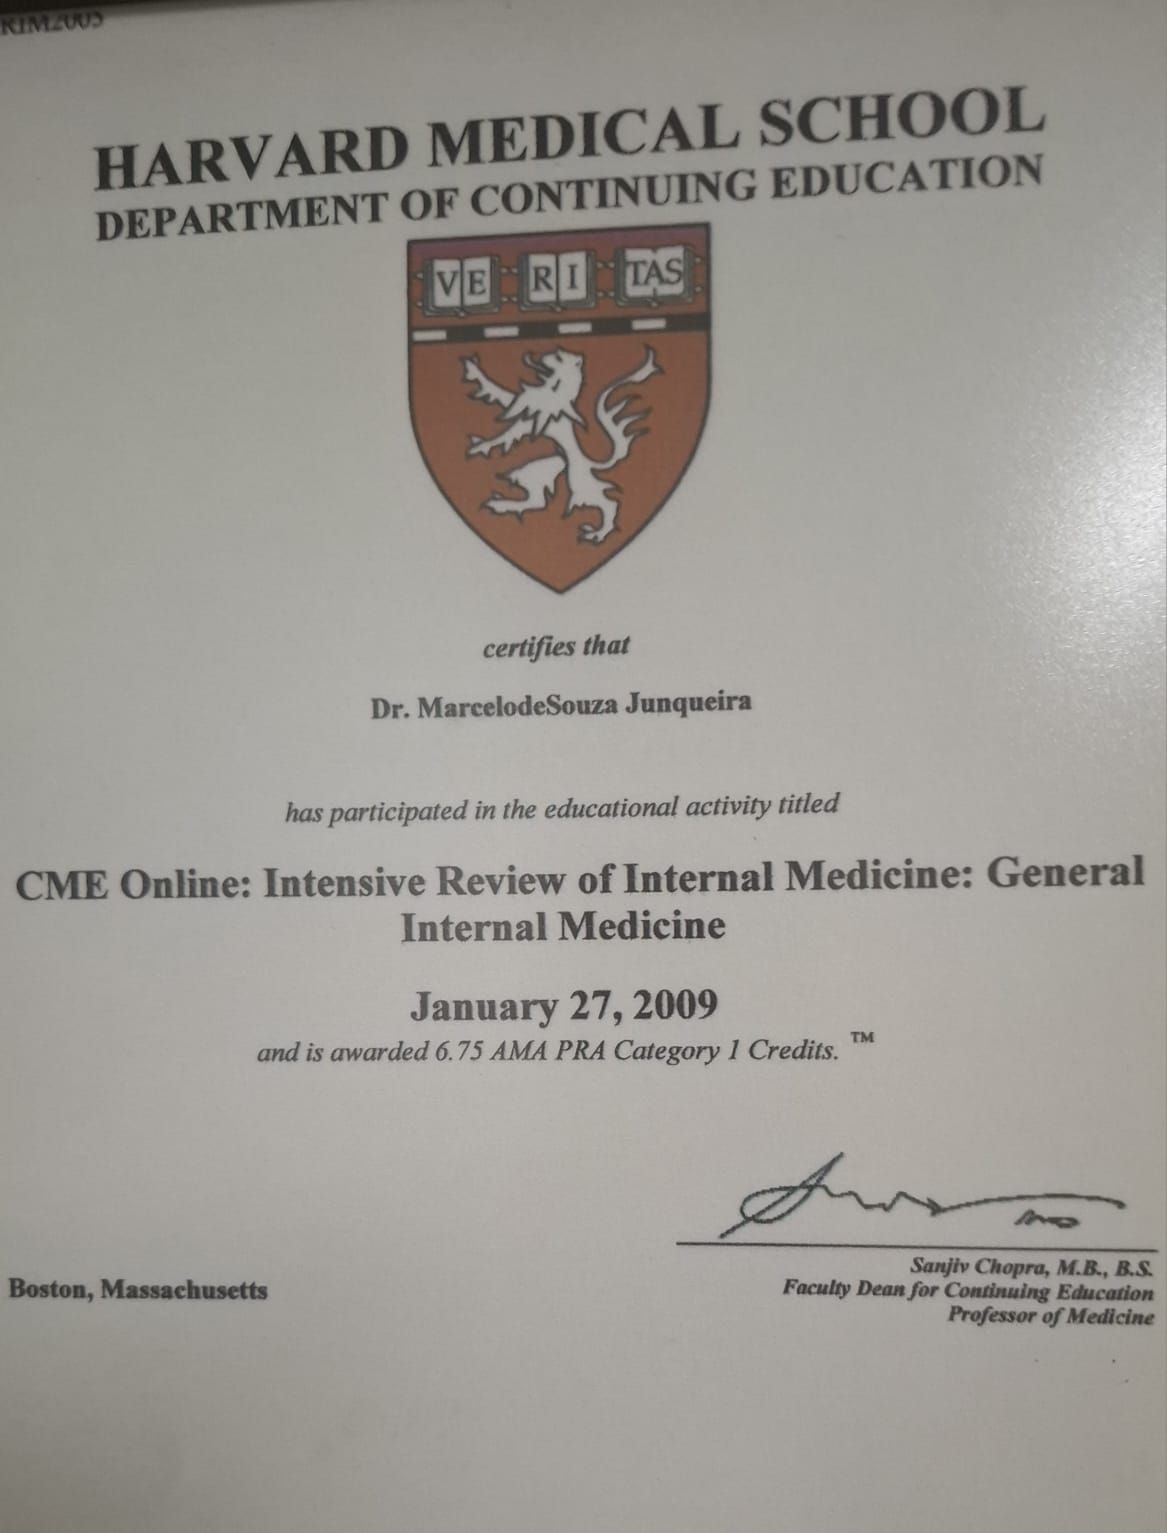 RIM2005
HARVARD MEDICAL SCHOOL
DEPARTMENT OF CONTINUING EDUCATION
VE RI TAS
certifies that
Dr. MarcelodeSouza Junqueira
has participated in the educational activity titled
CME Online: Intensive Review of Internal Medicine: General
Internal Medicine
January 27, 2009
and is awarded 6.75 AMA PRA Category 1 Credits. ™
Boston, Massachusetts
Sanjiv Chopra, M.B., B.S.
Faculty Dean for Continuing Education
Professor of Medicine